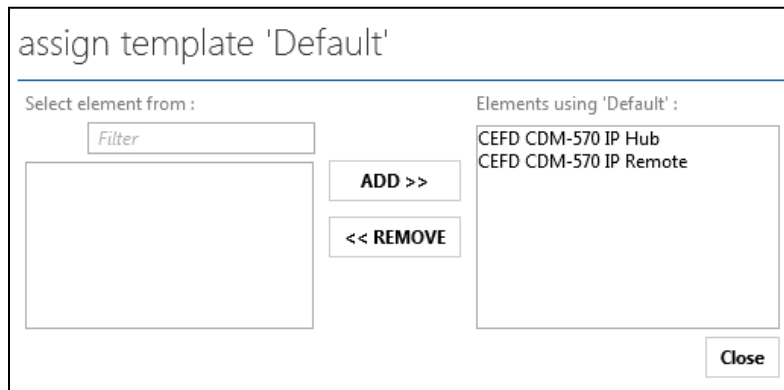 assign template 'Default'
Select element from :
Filter
ADD >>
<< REMOVE
Elements using 'Default' :
CEFD CDM-570 IP Hub
CEFD CDM-570 IP Remote
Close